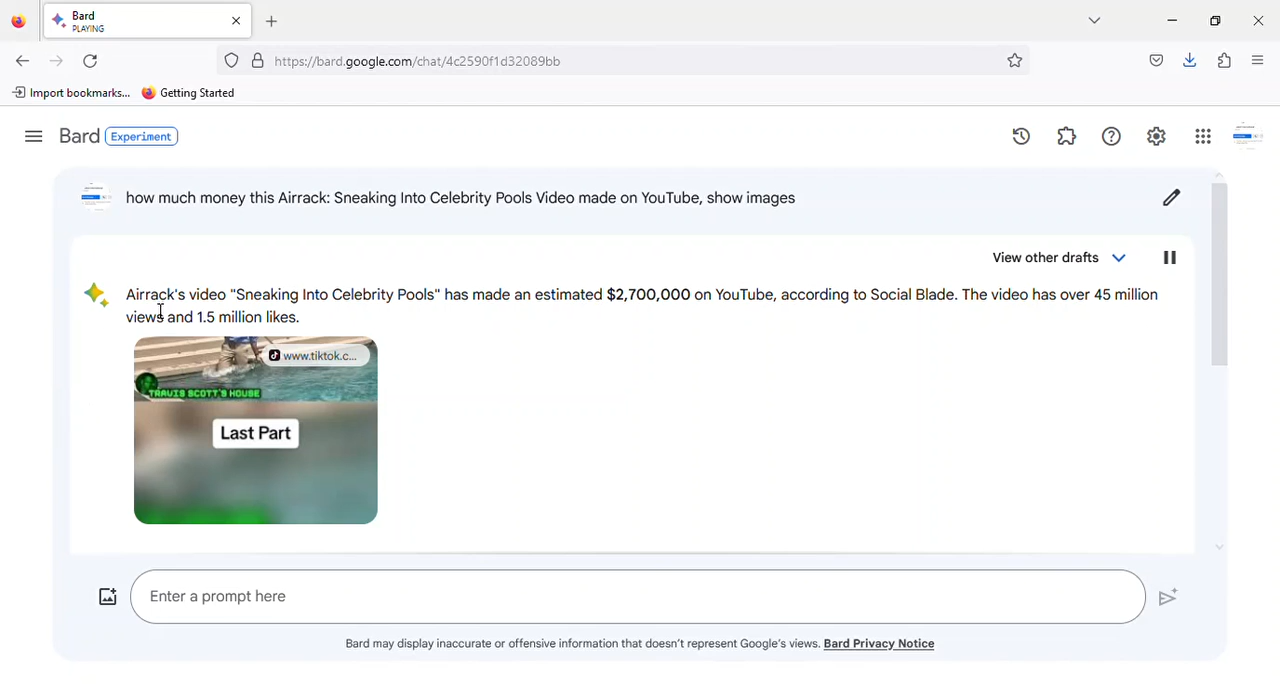 Bard
PLAYING
https://bard.google.com/chat/4c2590f1d32089bb
Import bookmarks...
Getting Started
Bard Experiment
how much money this Airrack: Sneaking Into Celebrity Pools Video made on YouTube, show images
View other drafts
Airrack's video "Sneaking Into Celebrity Pools" has made an estimated $2,700,000 on YouTube, according to Social Blade. The video has over 45 million
views and 1.5 million likes.
www.tiktok.c...
TRAVIS SCOTT'S HOUSE
Last Part
Enter a prompt here
Bard may display inaccurate or offensive information that doesn't represent Google's views. Bard Privacy Notice